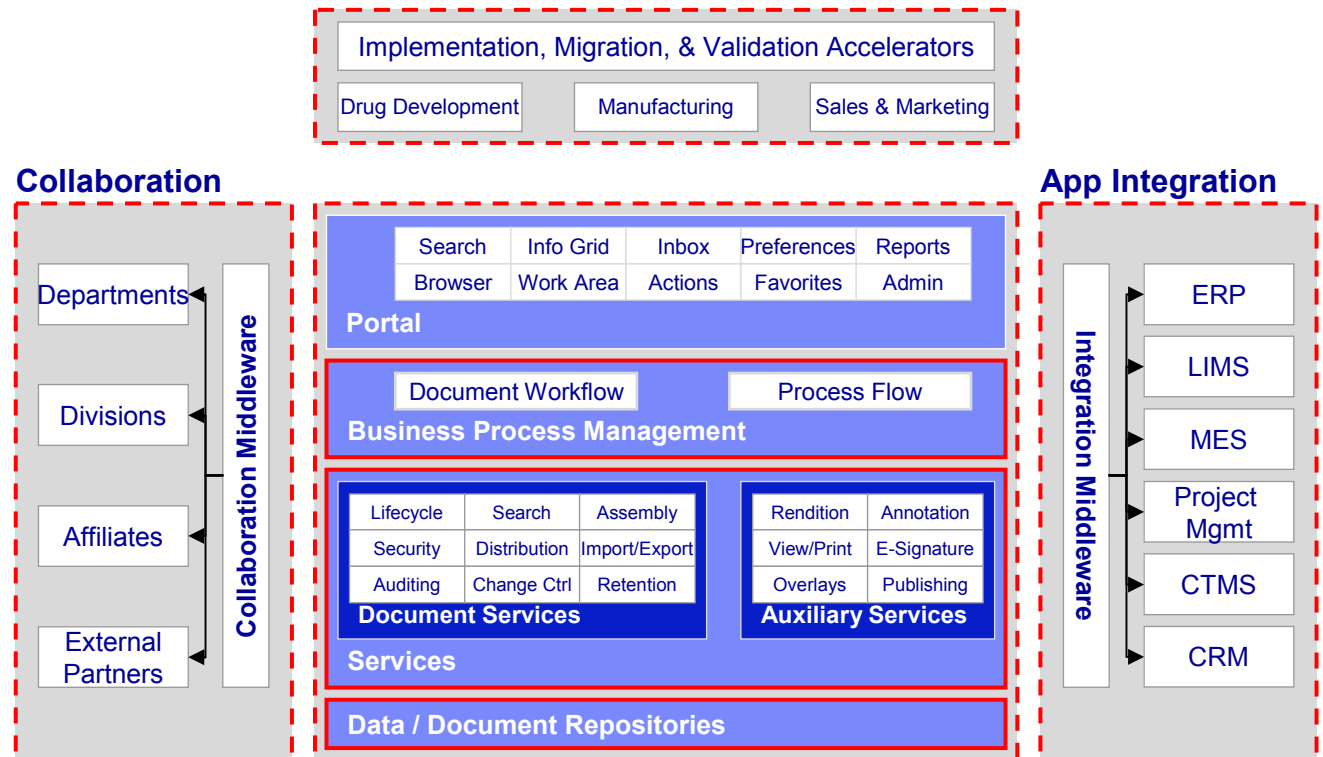 Implementation, Migration, & Validation Accelerators
Drug Development
Manufacturing
Sales & Marketing
Collaboration
Departments
Divisions
Affiliates
External
Partners
Collaboration Middleware
Search
Info Grid
Inbox
Preferences
Reports
Browser
Work Area
Actions
Favorites
Admin
Portal
Document Workflow
Process Flow
Business Process Management
Lifecycle
Search
Assembly
Security
Distribution
Import/Export
Auditing
Change Ctrl
Retention
Document Services
Rendition
Annotation
View/Print
E-Signature
Overlays
Publishing
Auxiliary Services
Services
Data / Document Repositories
App Integration
Integration Middleware
ERP
LIMS
MES
Project
Mgmt
CTMS
CRM